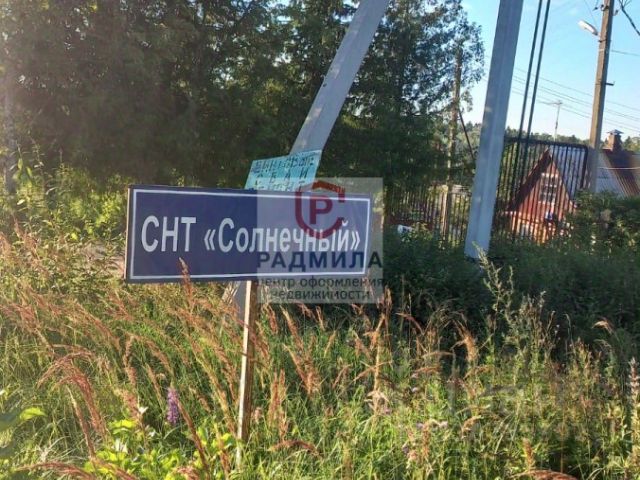 СНТ «Солнечный»
РАДМИЛА
центр оформления
недвижимости